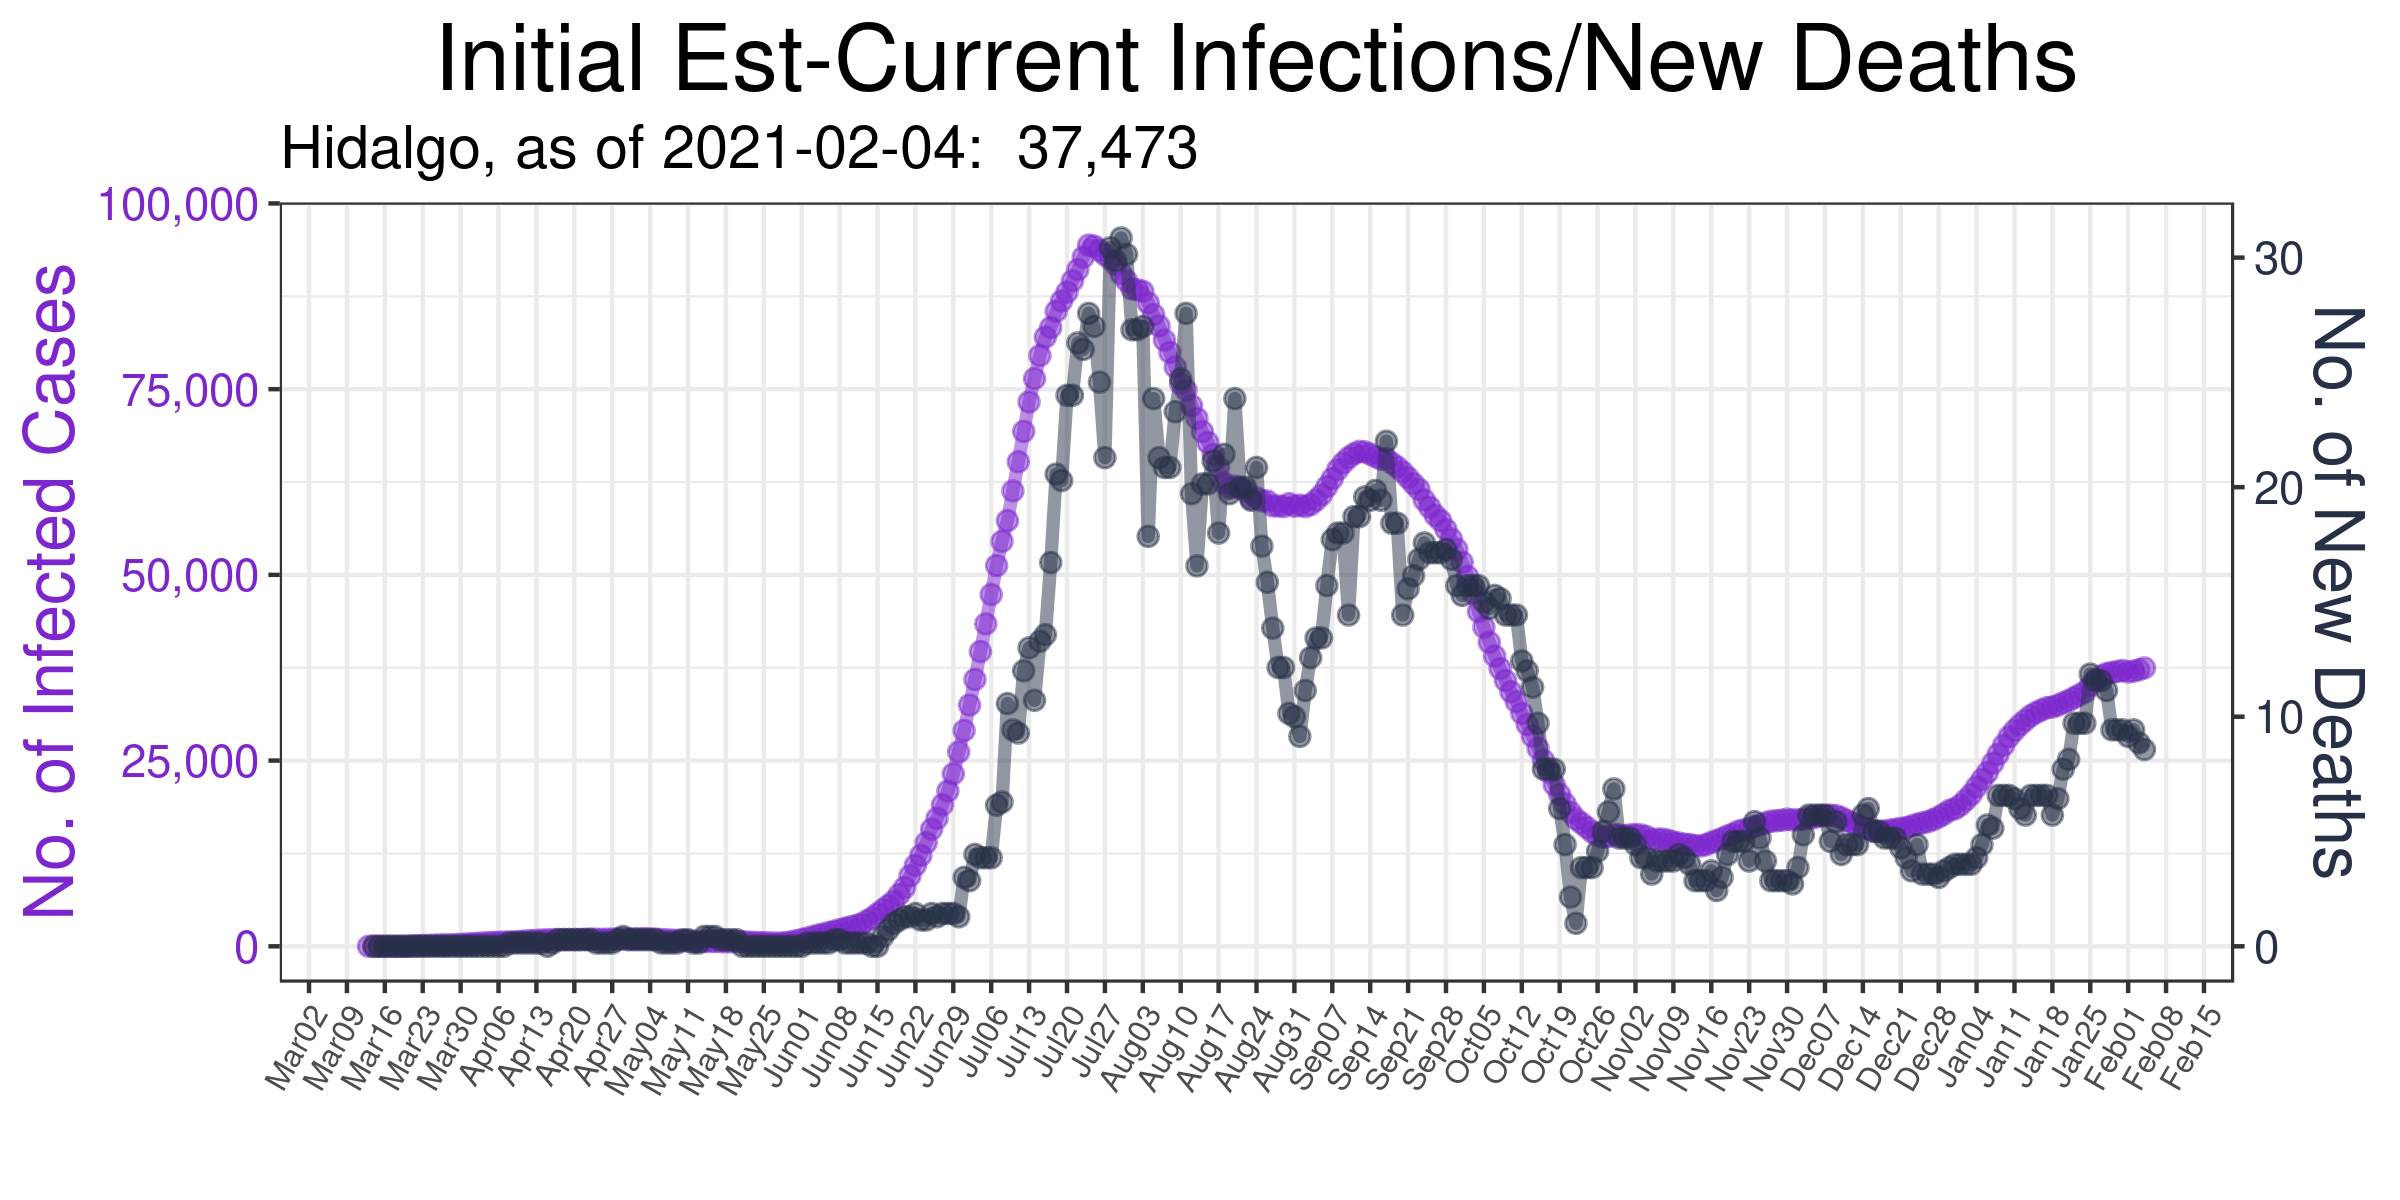 Initial Est-Current Infections/New Deaths
Hidalgo, as of 2021-02-04:  37,473
No. of Infected Cases
100,000
75,000
50,000
25,000
0
30
20
10
0
No. of New Deaths
Mar02
Mar09
Mar16
Mar23
Mar30
Apr06
Apr13
Apr20
Apr27
May04
May11
May18
May25
Jun01
Jun08
Jun15
Jun22
Jun29
Jul06
Jul13
Jul20
Jul27
Aug03
Aug10
Aug17
Aug24
Aug31
Sep07
Sep14
Sep21
Sep28
Oct05
Oct12
Oct19
Oct26
Nov02
Nov09
Nov16
Nov23
Nov30
Dec07
Dec14
Dec21
Dec28
Jan04
Jan11
Jan18
Jan25
Feb01
Feb08
Feb15